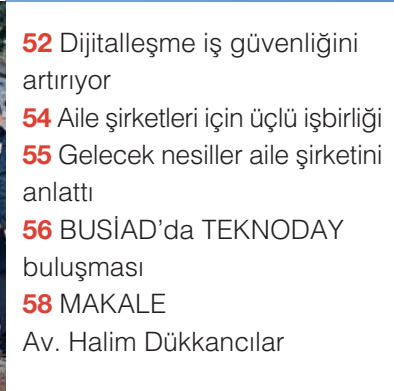 52 Dijitalleşme iş güvenliğini
artırıyor
54 Aile şirketleri için üçlü işbirliği
55 Gelecek nesiller aile şirketini
anlattı
56 BUSİAD’da TEKNODAY
buluşması
58 MAKALE
Av. Halim Dükkancılar